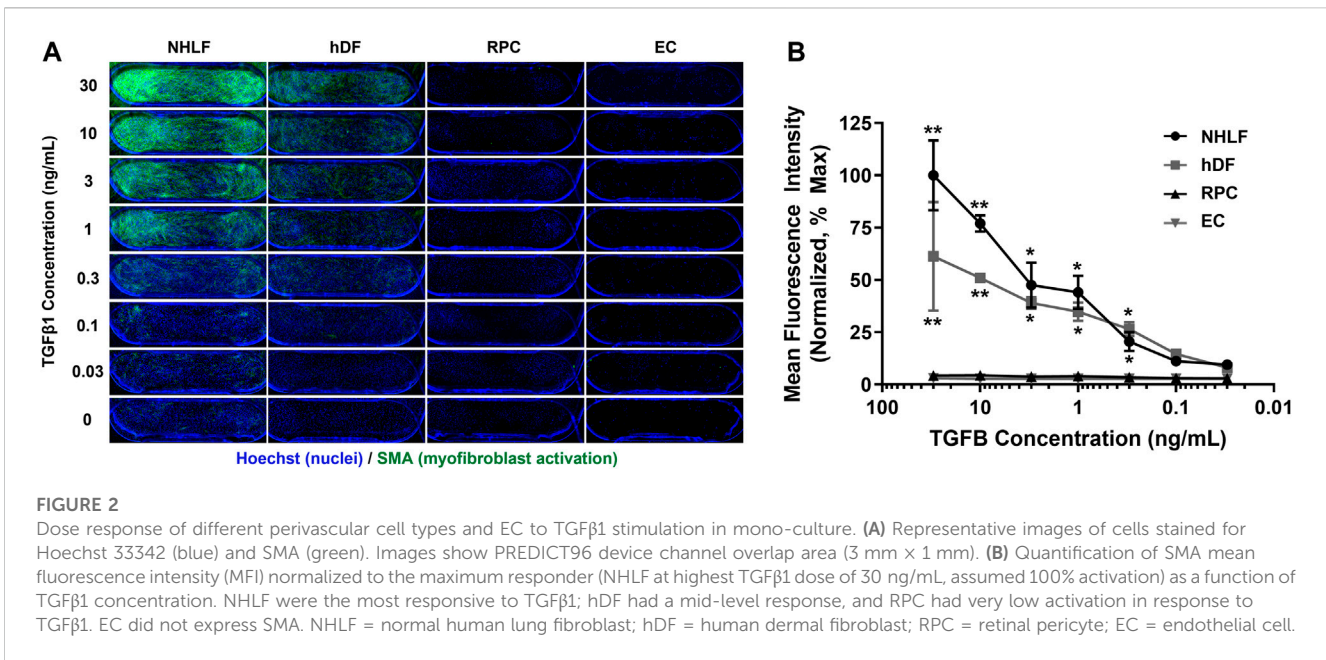 A
NHLF hDF RPC EC
TGFβ1 Concentration (ng/mL)
30
10
3
1
0.3
0.1
0.03
0
Hoechst (nuclei) / SMA (myofibroblast activation)
B
Mean Fluorescence Intensity
(Normalized, % Max)
125
100
75
50
25
0
** ** * * *
** ** * * *
NHLF
hDF
RPC
EC
100 10 1 0.1 0.01
TGFB Concentration (ng/mL)
FIGURE 2
Dose response of different perivascular cell types and EC to TGFβ1 stimulation in mono-culture. (A) Representative images of cells stained for
Hoechst 33342 (blue) and SMA (green). Images show PREDICT96 device channel overlap area (3 mm × 1 mm). (B) Quantification of SMA mean
fluorescence intensity (MFI) normalized to the maximum responder (NHLF at highest TGFβ1 dose of 30 ng/mL, assumed 100% activation) as a function of
TGFβ1 concentration. NHLF were the most responsive to TGFβ1; hDF had a mid-level response, and RPC had very low activation in response to
TGFβ1. EC did not express SMA. NHLF = normal human lung fibroblast; hDF = human dermal fibroblast; RPC = retinal pericyte; EC = endothelial cell.